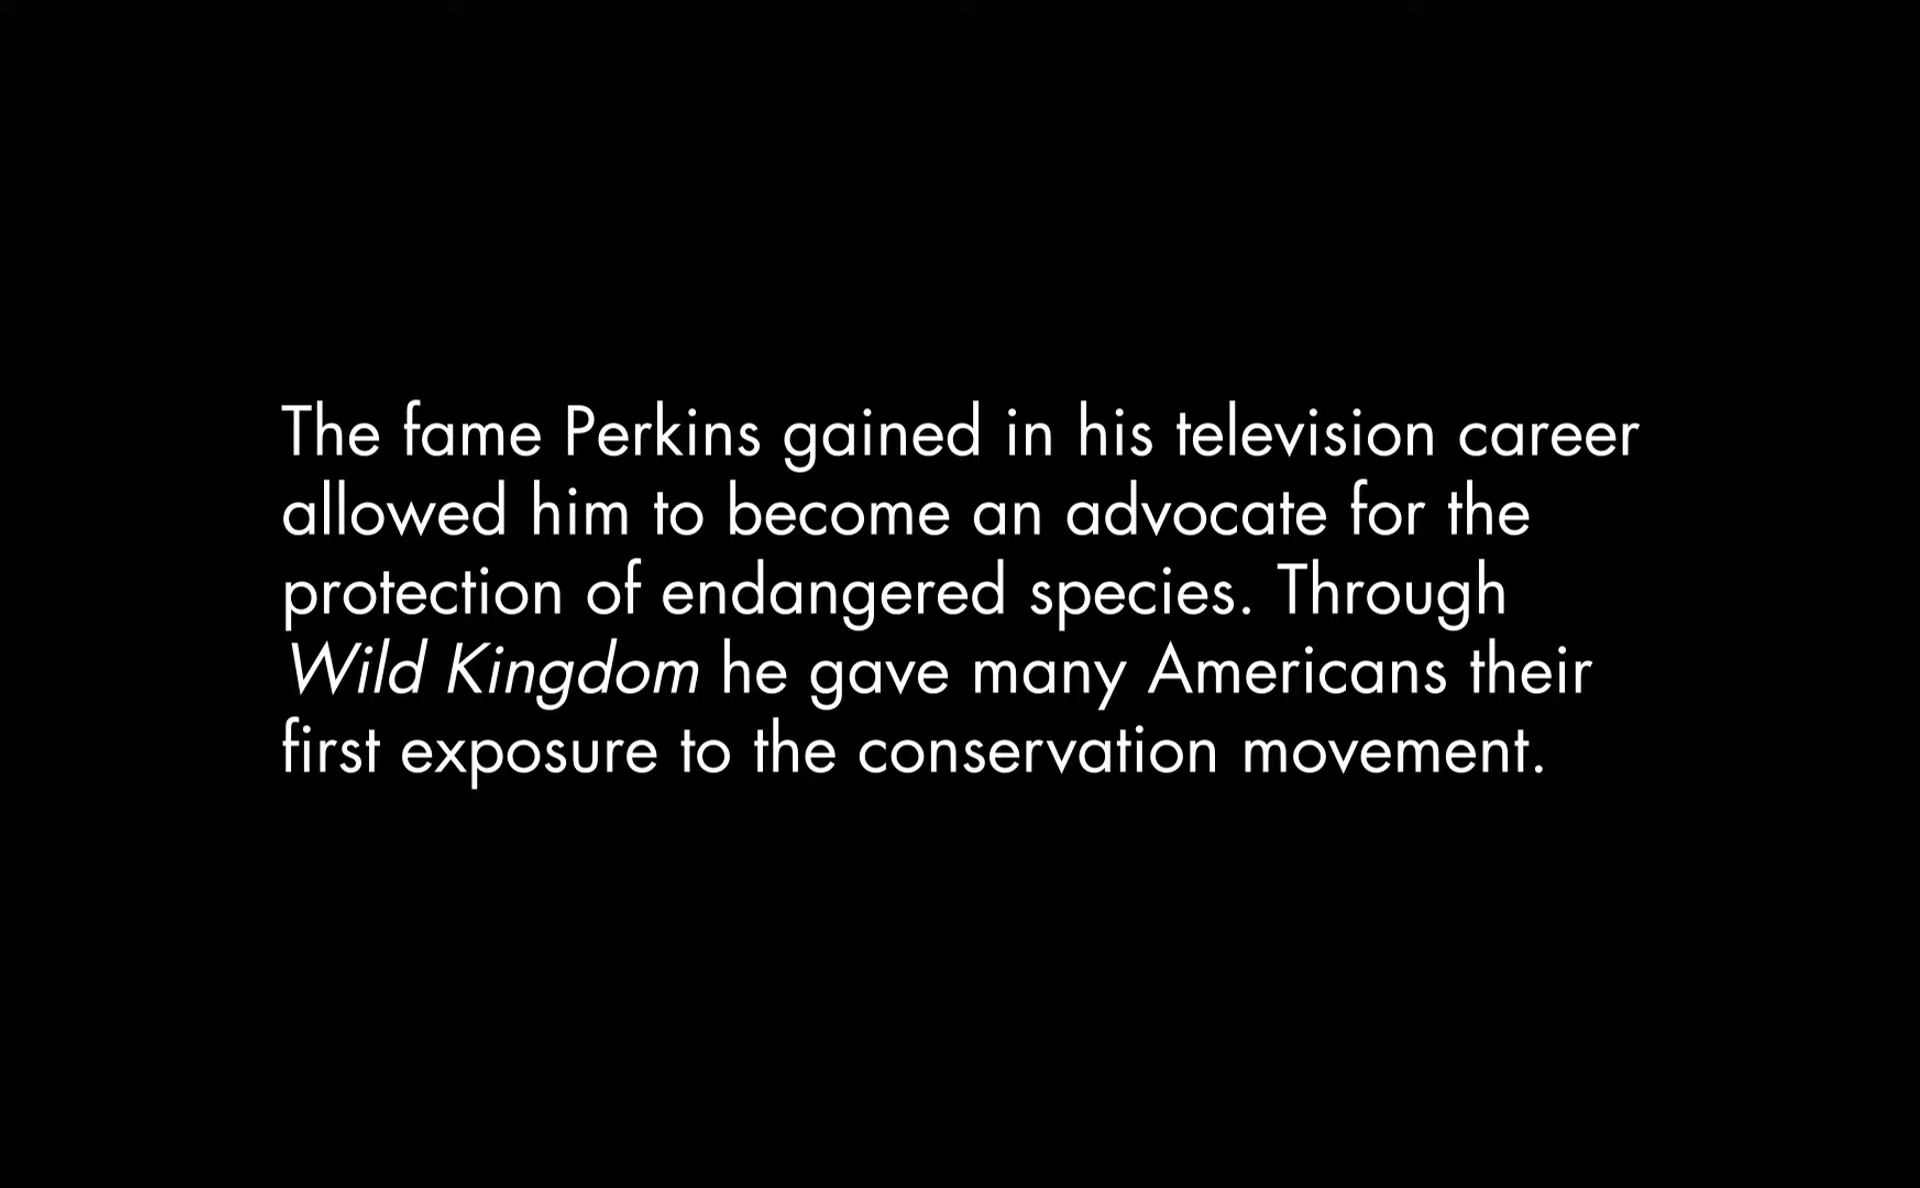 The fame Perkins gained in his television career
allowed him to become an advocate for the
protection of endangered species. Through
Wild Kingdom he gave many Americans their
first exposure to the conservation movement.